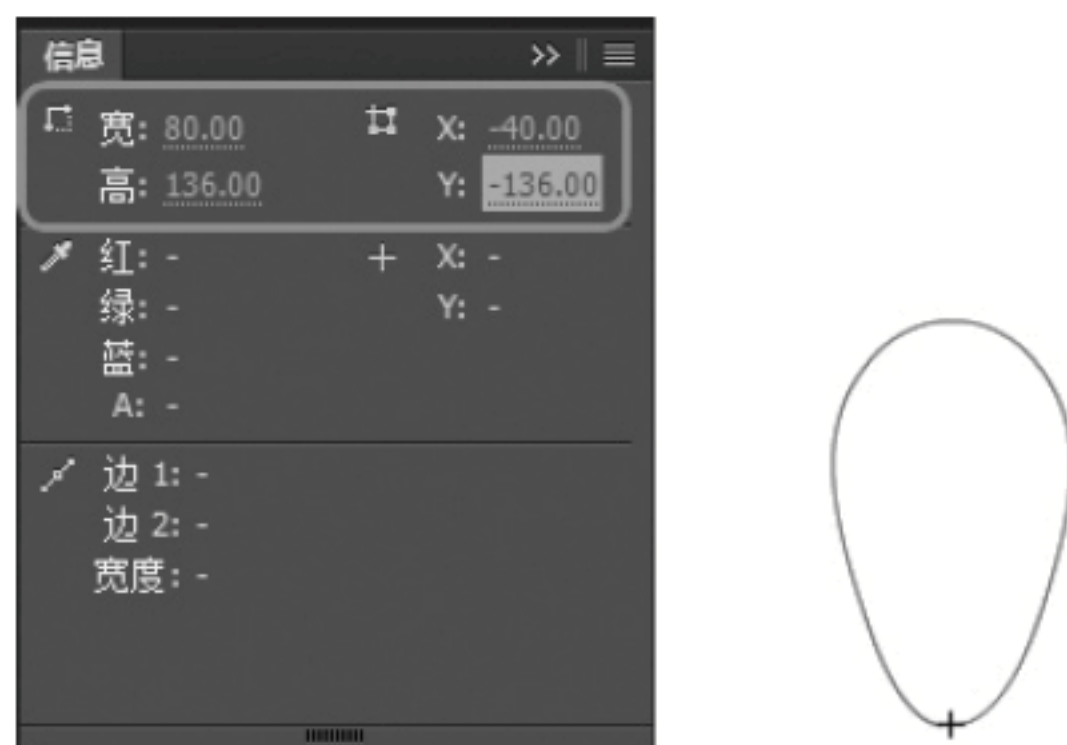 信息
宽: 80.00 X: -40.00
高: 136.00 Y: -136.00
红: - X: -
绿: - Y: -
蓝: -
A: -
边 1: -
边 2: -
宽度: -